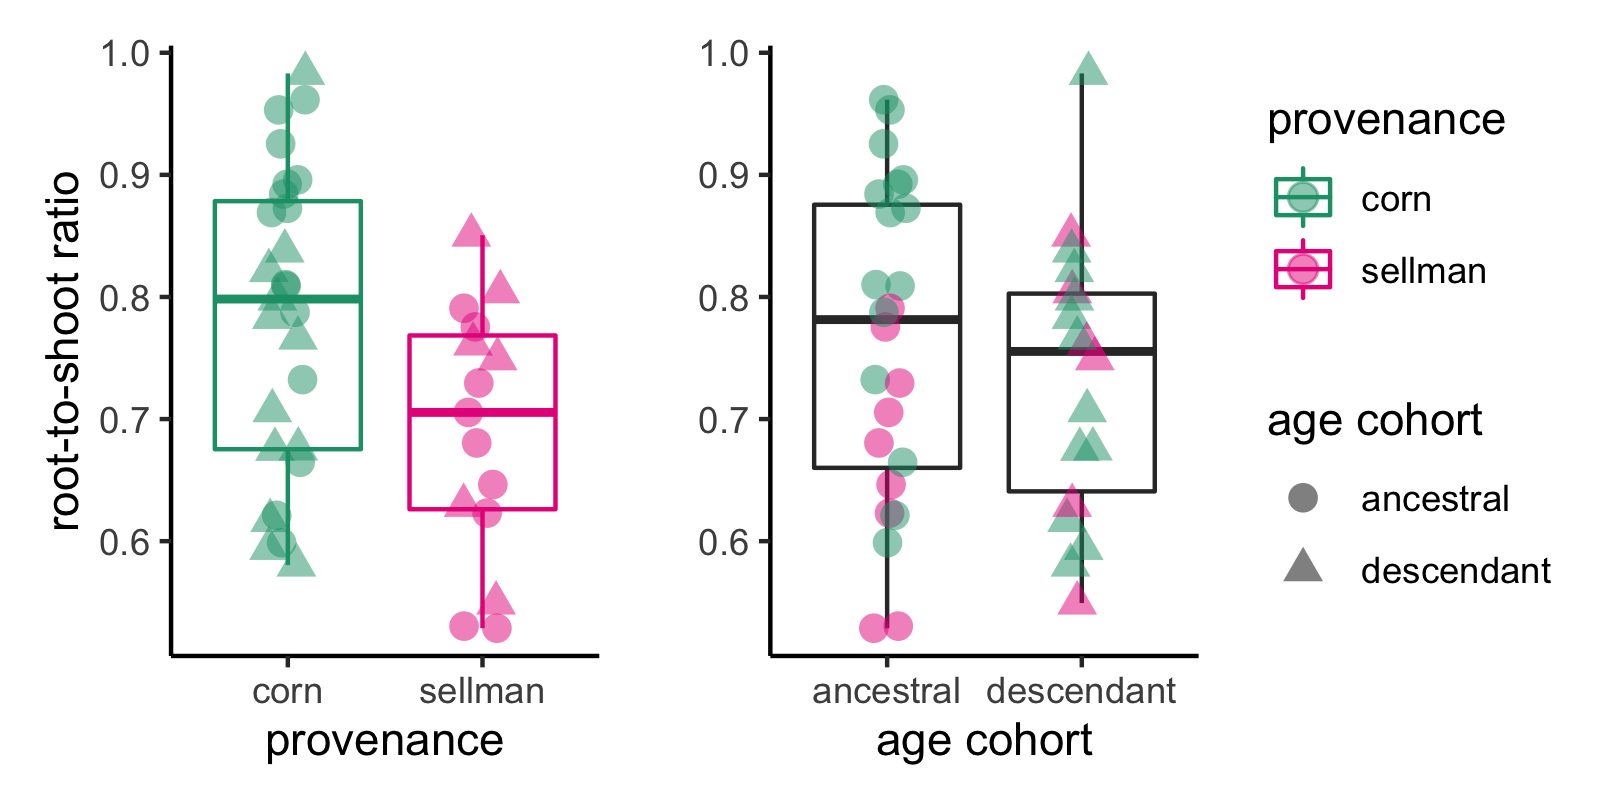 root-to-shoot ratio
1.0
0.9
0.8
0.7
0.6
corn sellman
provenance
1.0
0.9
0.8
0.7
0.6
ancestral descendant
age cohort
provenance
corn
sellman
age cohort
ancestral
descendant